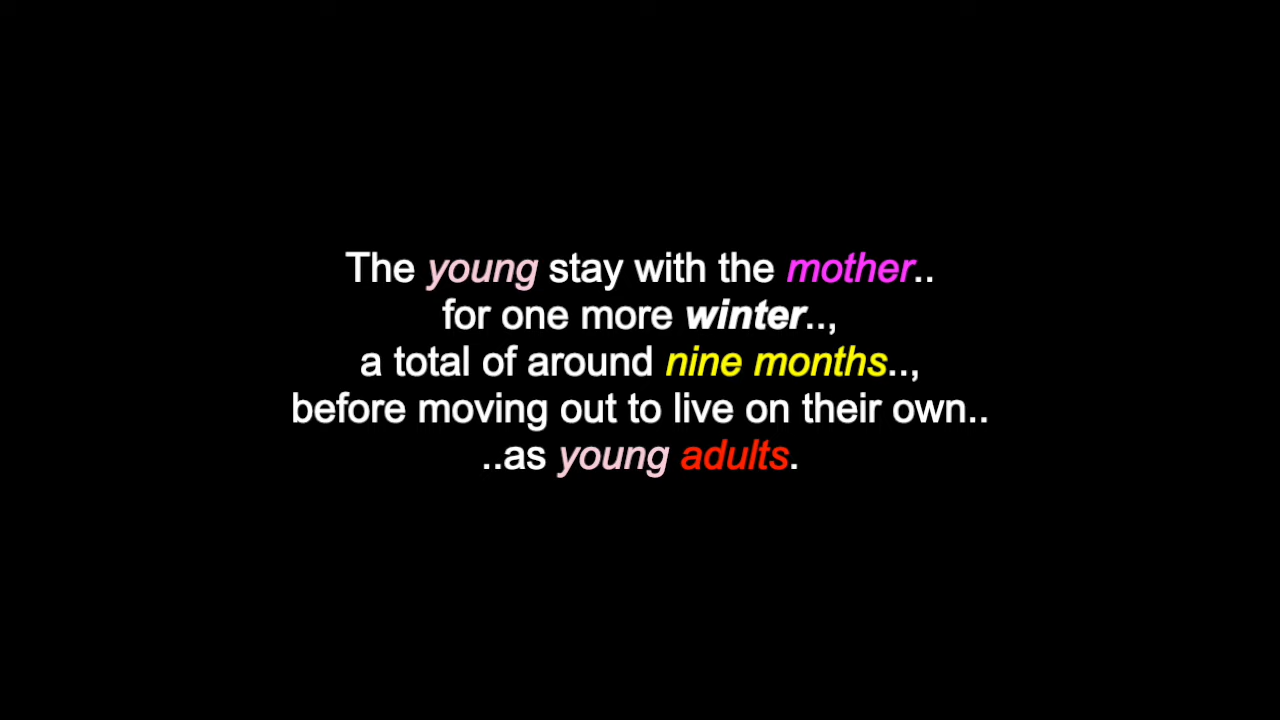 The young stay with the mother..
for one more winter..,
a total of around nine months..,
before moving out to live on their own..
..as young adults.